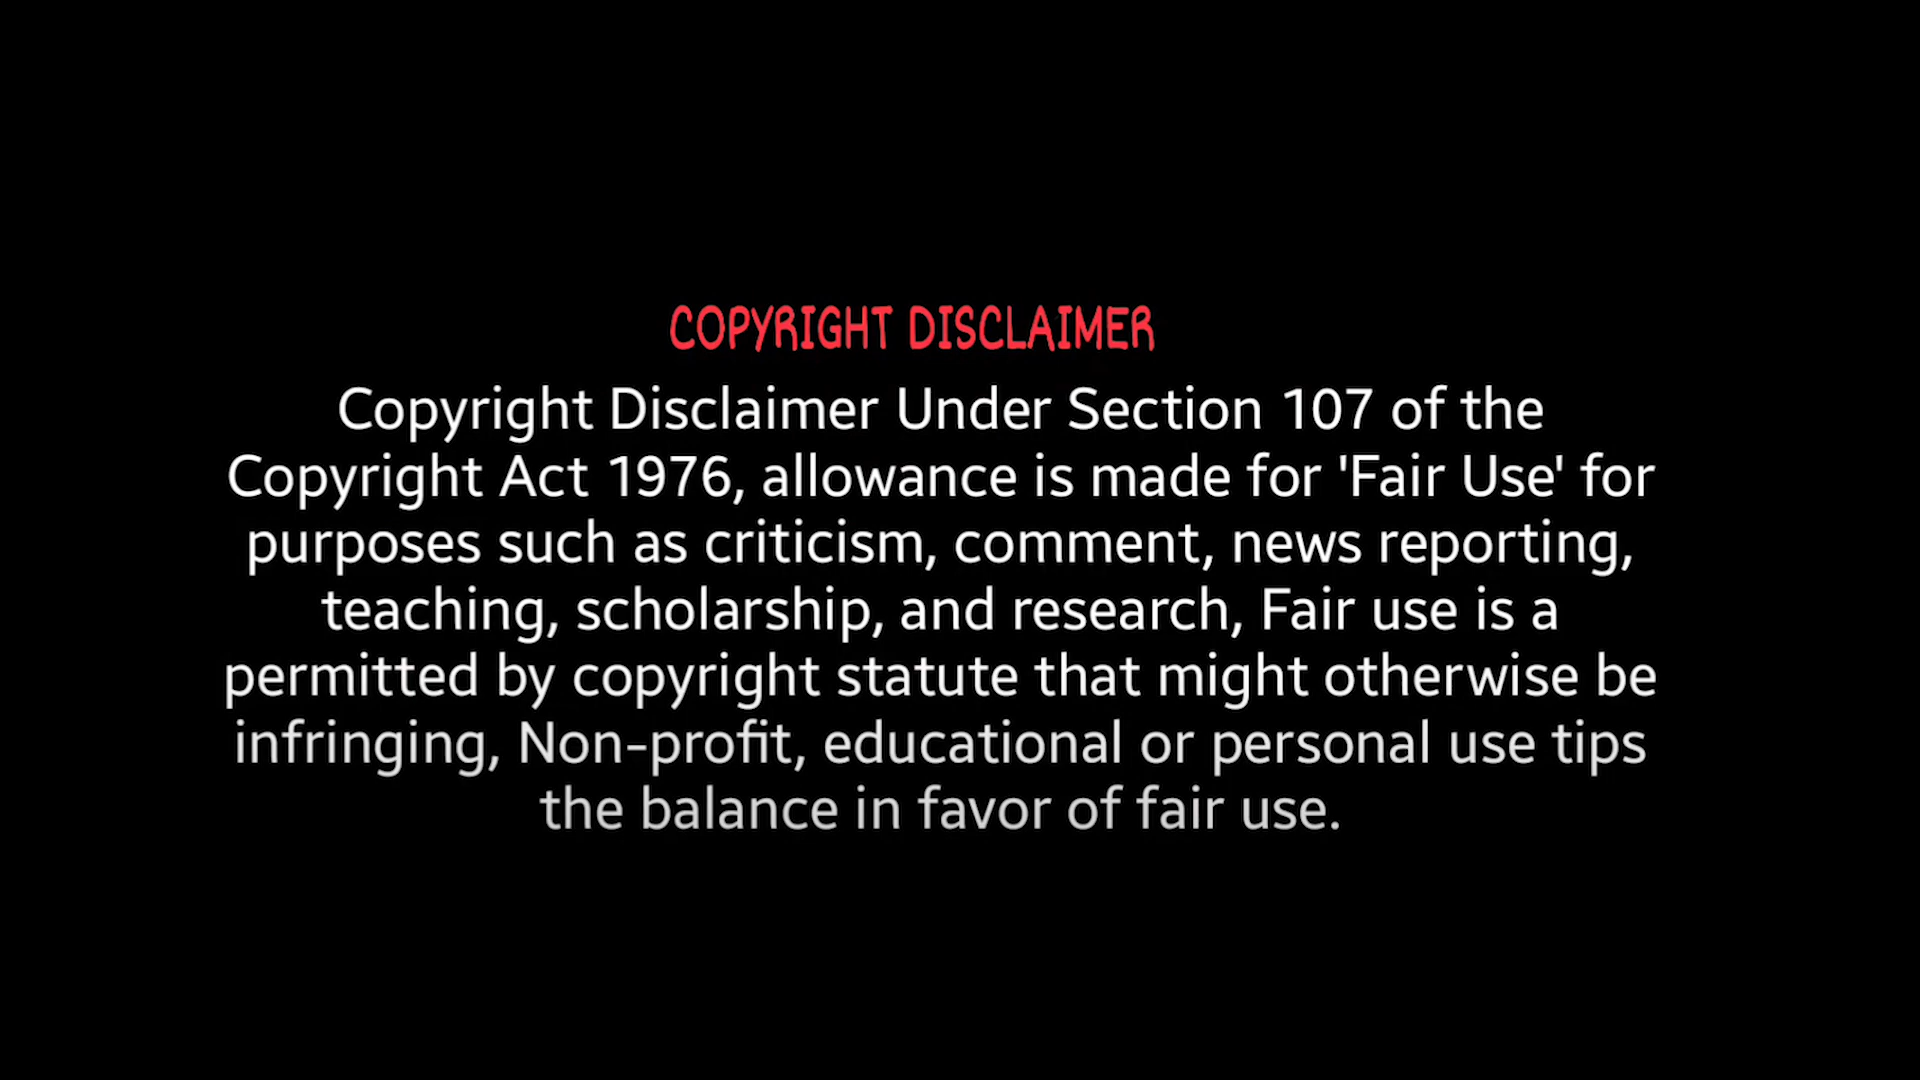 COPYRIGHT DISCLAIMER
Copyright Disclaimer Under Section 107 of the
Copyright Act 1976, allowance is made for 'Fair Use' for
purposes such as criticism, comment, news reporting,
teaching, scholarship, and research, Fair use is a
permitted by copyright statute that might otherwise be
infringing, Non-profit, educational or personal use tips
the balance in favor of fair use.